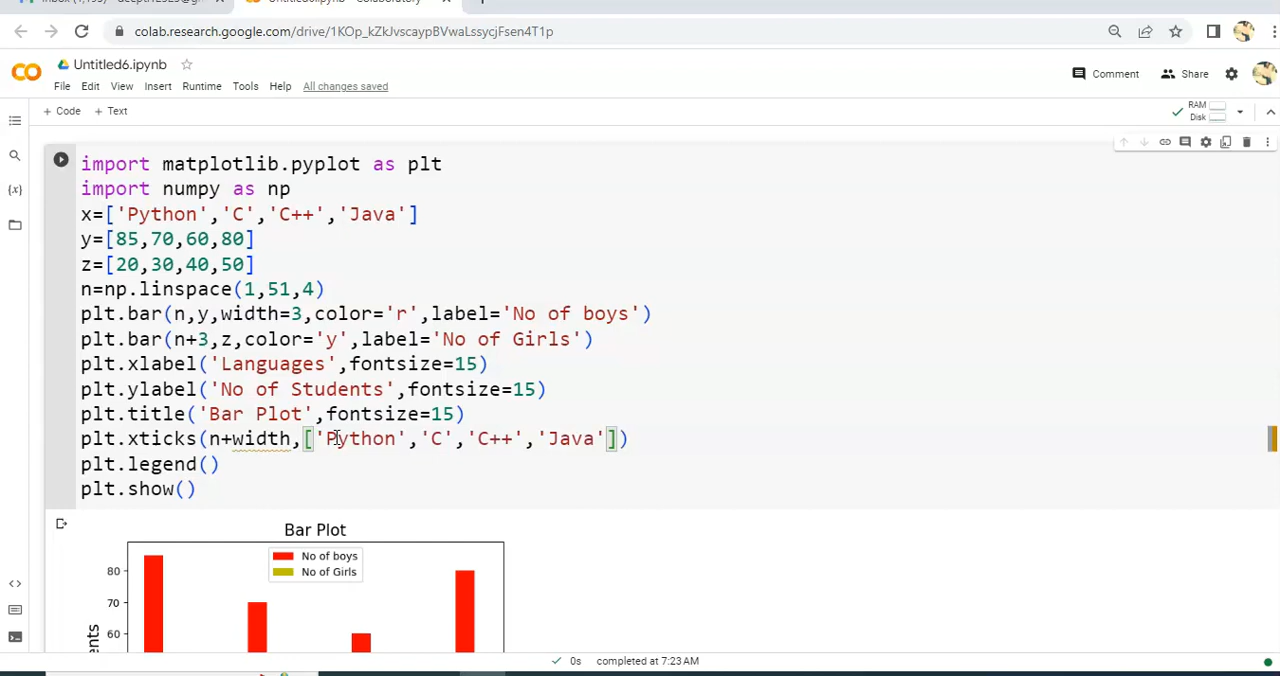 colab.research.google.com/drive/1KOp_kZkJvscaypBVwaLssycjFsen4T1p
Untitled6.ipynb
Comment
Share
File Edit View Insert Runtime Tools Help All changes saved
+ Code + Text
RAM
Disk
import matplotlib.pyplot as plt
import numpy as np
x=['Python','C','C++','Java']
y=[85,70,60,80]
z=[20,30,40,50]
n=np.linspace(1,51,4)
plt.bar(n,y,width=3,color='r',label='No of boys')
plt.bar(n+3,z,color='y',label='No of Girls')
plt.xlabel('Languages',fontsize=15)
plt.ylabel('No of Students',fontsize=15)
plt.title('Bar Plot',fontsize=15)
plt.xticks(n+width,['Python','C','C++','Java'])
plt.legend()
plt.show()
Bar Plot
No of boys
No of Girls
80
70
60
ents
0s completed at 7:23 AM